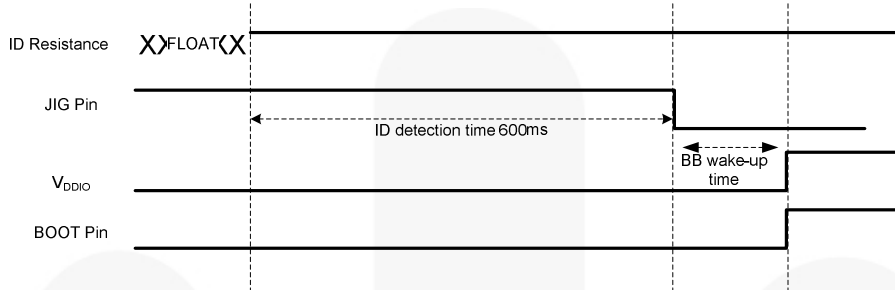 ID Resistance
FLOAT
JIG Pin
ID detection time 600ms
BB wake-up
time
VDDIO
BOOT Pin